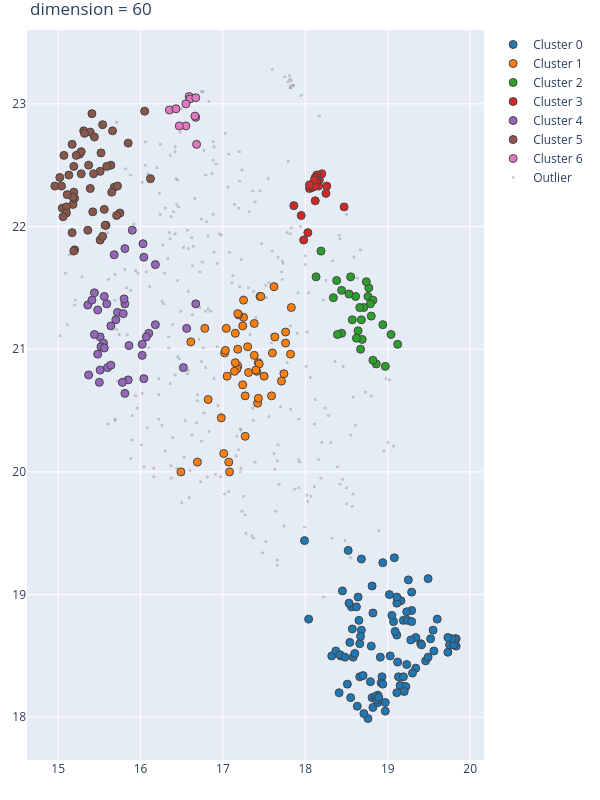 dimension = 60
Cluster 0
Cluster 1
Cluster 2
Cluster 3
Cluster 4
Cluster 5
Cluster 6
Outlier
23
22
21
20
19
18
15 16 17 18 19 20